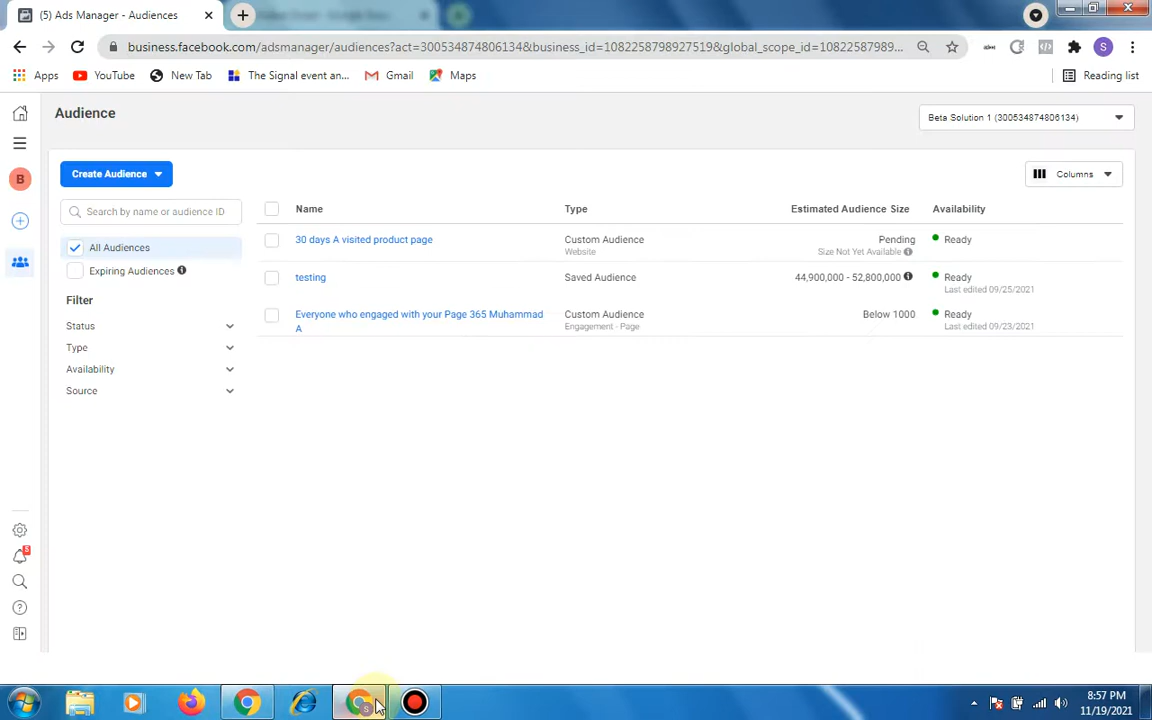 (5) Ads Manager - Audiences
business.facebook.com/adsmanager/audiences?act=300534874806134&business_id=1082258798927519&global_scope_id=10822587989...
S
Apps YouTube New Tab The Signal event an... Gmail Maps Reading list
Audience
Beta Solution 1 (300534874806134)
B
Create Audience
Columns
Search by name or audience ID
Name Type Estimated Audience Size Availability
All Audiences
Expiring Audiences
Filter
Status
Type
Availability
Source
30 days A visited product page Custom Audience Pending Ready
Website Size Not Yet Available
testing Saved Audience 44,900,000 - 52,800,000 Ready
Last edited 09/25/2021
Everyone who engaged with your Page 365 Muhammad Custom Audience Below 1000 Ready
A Engagement - Page Last edited 09/23/2021
8:57 PM
11/19/2021